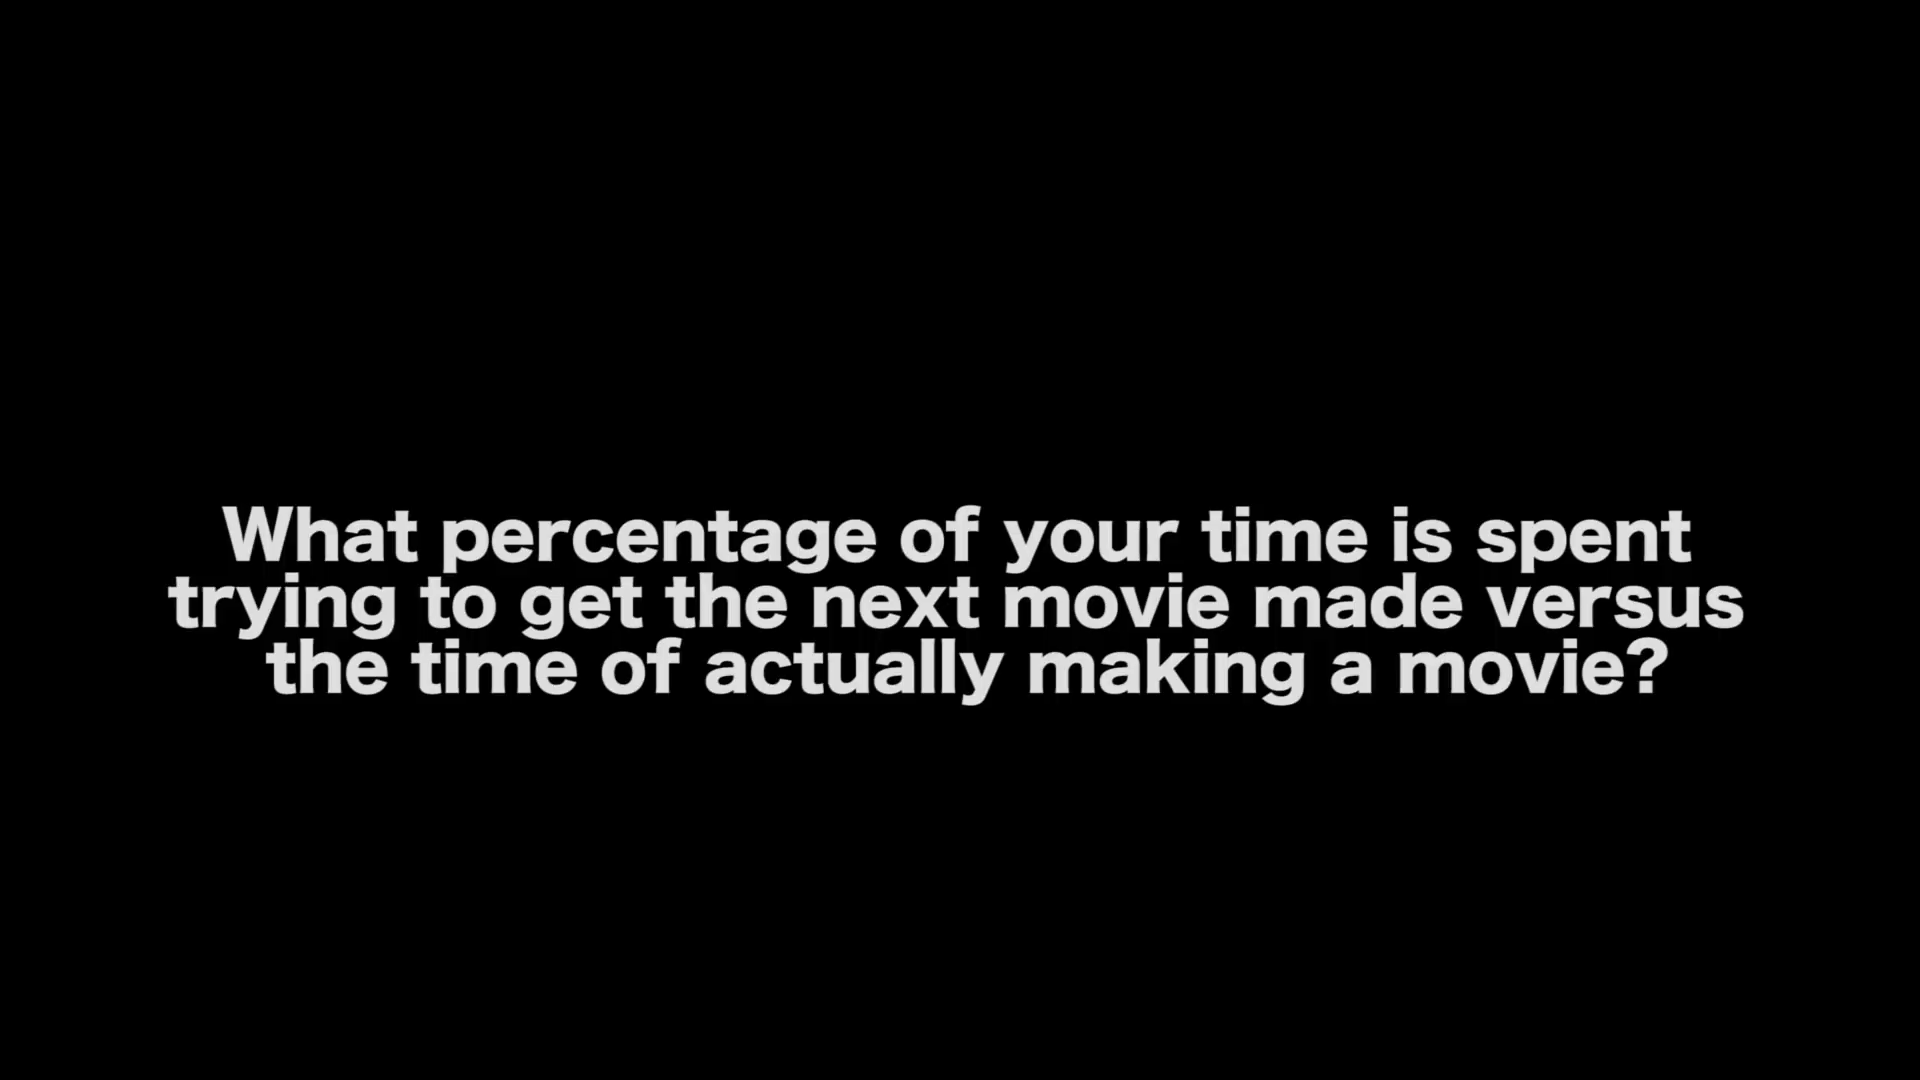 What percentage of your time is spent
trying to get the next movie made versus
the time of actually making a movie?